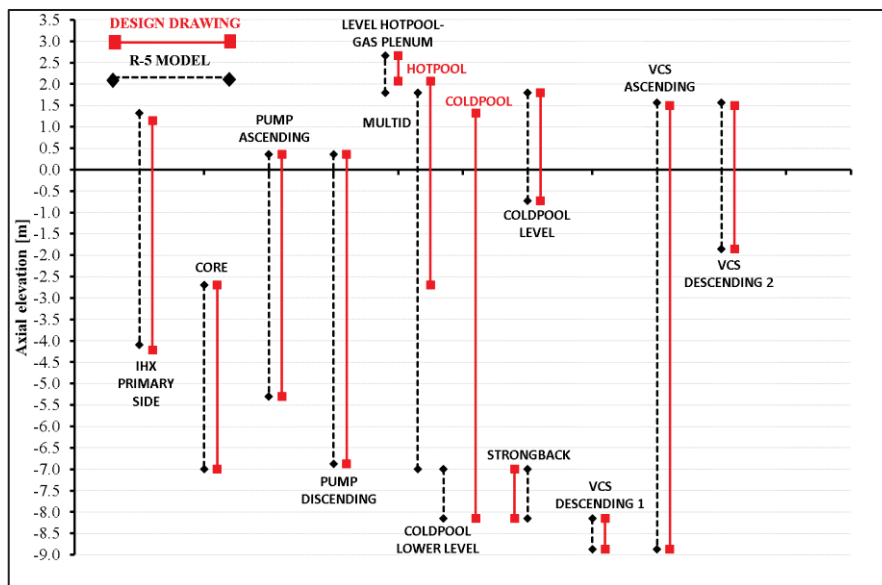 DESIGN DRAWING
R-5 MODEL
LEVEL HOTPOOL-
GAS PLENUM
HOTPOOL
COLDPOOL
MULTID
VCS
ASCENDING
PUMP
ASCENDING
COLDPOOL
LEVEL
CORE
VCS
DESCENDING 2
IHX
PRIMARY
SIDE
PUMP
DISCENDING
STRONGBACK
VCS
DESCENDING 1
COLDPOOL
LOWER LEVEL
Axial elevation [m]
3.5
3.0
2.5
2.0
1.5
1.0
0.5
0.0
-0.5
-1.0
-1.5
-2.0
-2.5
-3.0
-3.5
-4.0
-4.5
-5.0
-5.5
-6.0
-6.5
-7.0
-7.5
-8.0
-8.5
-9.0